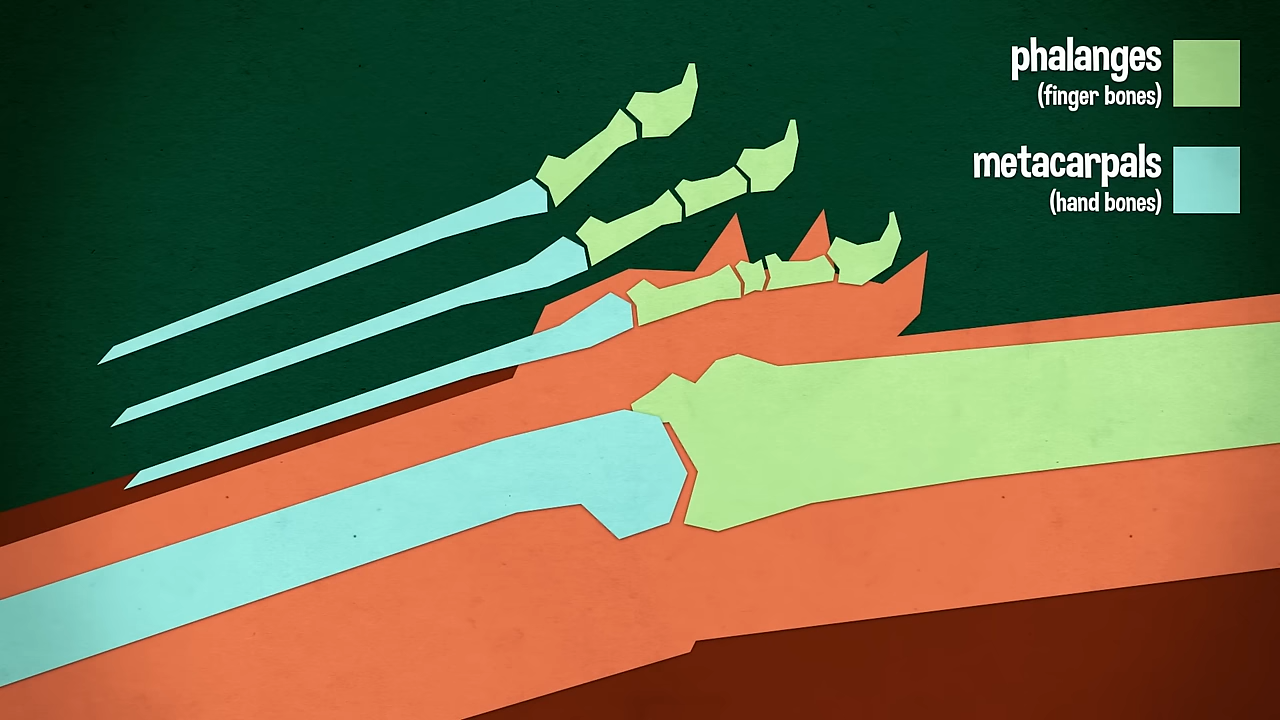 phalanges
(finger bones)
metacarpals
(hand bones)